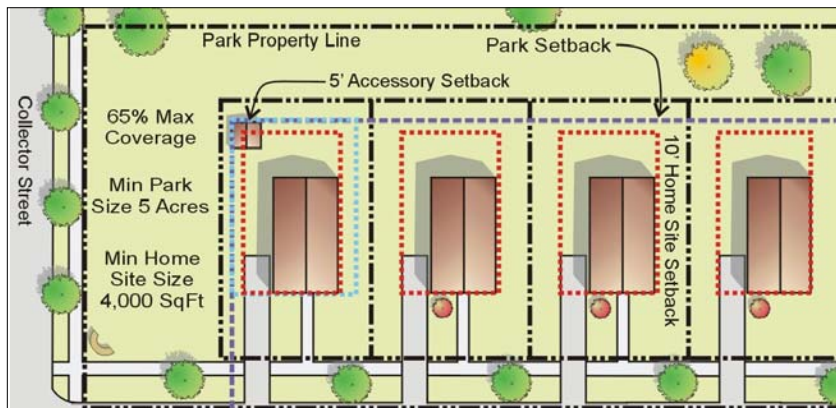 Park Property Line
Park Setback
5' Accessory Setback
Collector Street
65% Max
Coverage
Min Park
Size 5 Acres
Min Home
Site Size
4,000 SqFt
10' Home Site Setback